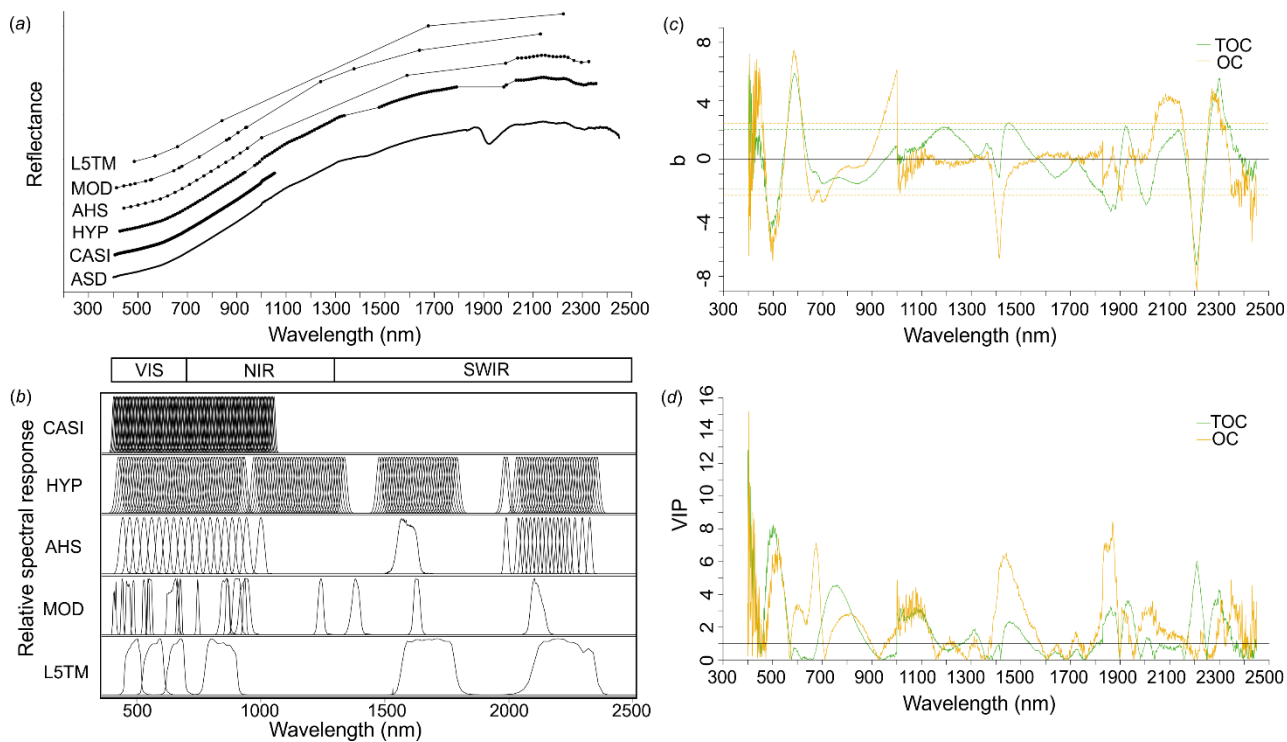 (a)
Reflectance
L5TM
MOD
AHS
HYP
CASI
ASD
300 500 700 900 1100 1300 1500 1700 1900 2100 2300 2500
Wavelength (nm)
(b)
VIS NIR SWIR
Relative spectral response
CASI
HYP
AHS
MOD
L5TM
500 1000 1500 2000 2500
Wavelength (nm)
(c)
TOC
OC
b
8
4
0
-4
-8
300 500 700 900 1100 1300 1500 1700 1900 2100 2300 2500
Wavelength (nm)
(d)
TOC
OC
VIP
16
14
12
10
8
6
4
2
0
300 500 700 900 1100 1300 1500 1700 1900 2100 2300 2500
Wavelength (nm)